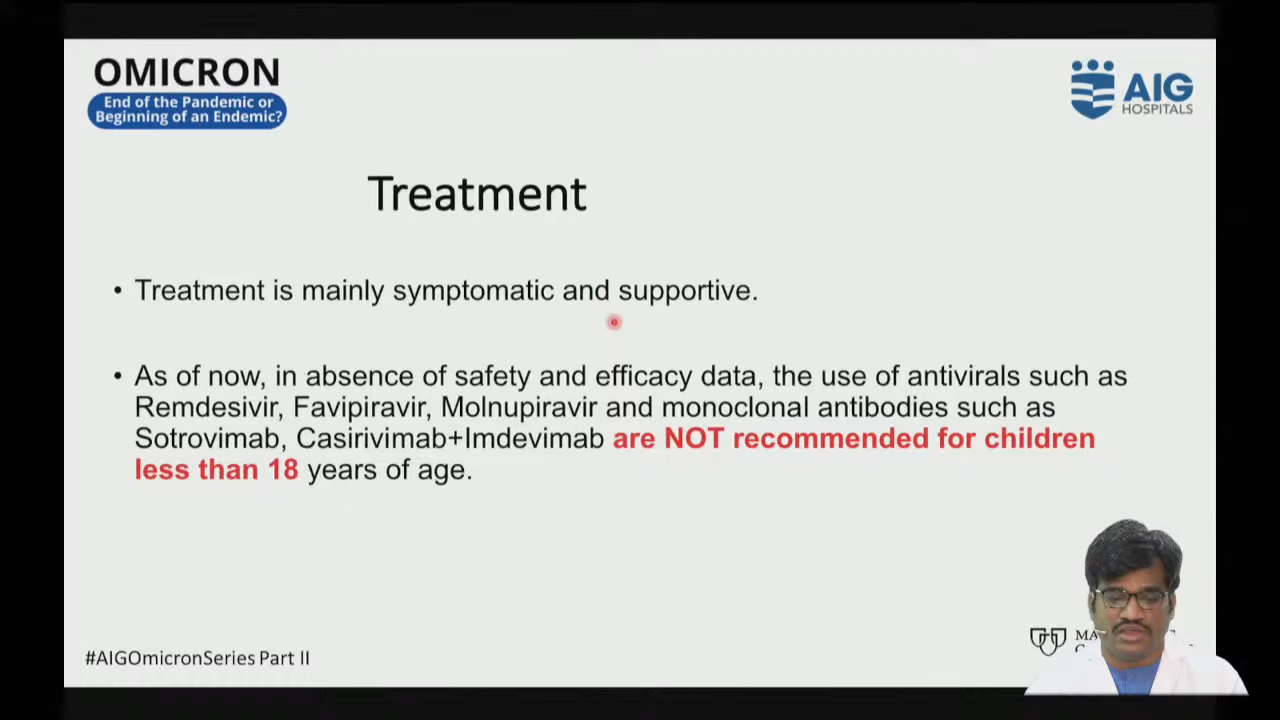 OMICRON
End of the Pandemic or
Beginning of an Endemic?
AIG
HOSPITALS
Treatment
• Treatment is mainly symptomatic and supportive.
• As of now, in absence of safety and efficacy data, the use of antivirals such as
Remdesivir, Favipiravir, Molnupiravir and monoclonal antibodies such as
Sotrovimab, Casirivimab+Imdevimab are NOT recommended for children
less than 18 years of age.
#AIGOmicronSeries Part II